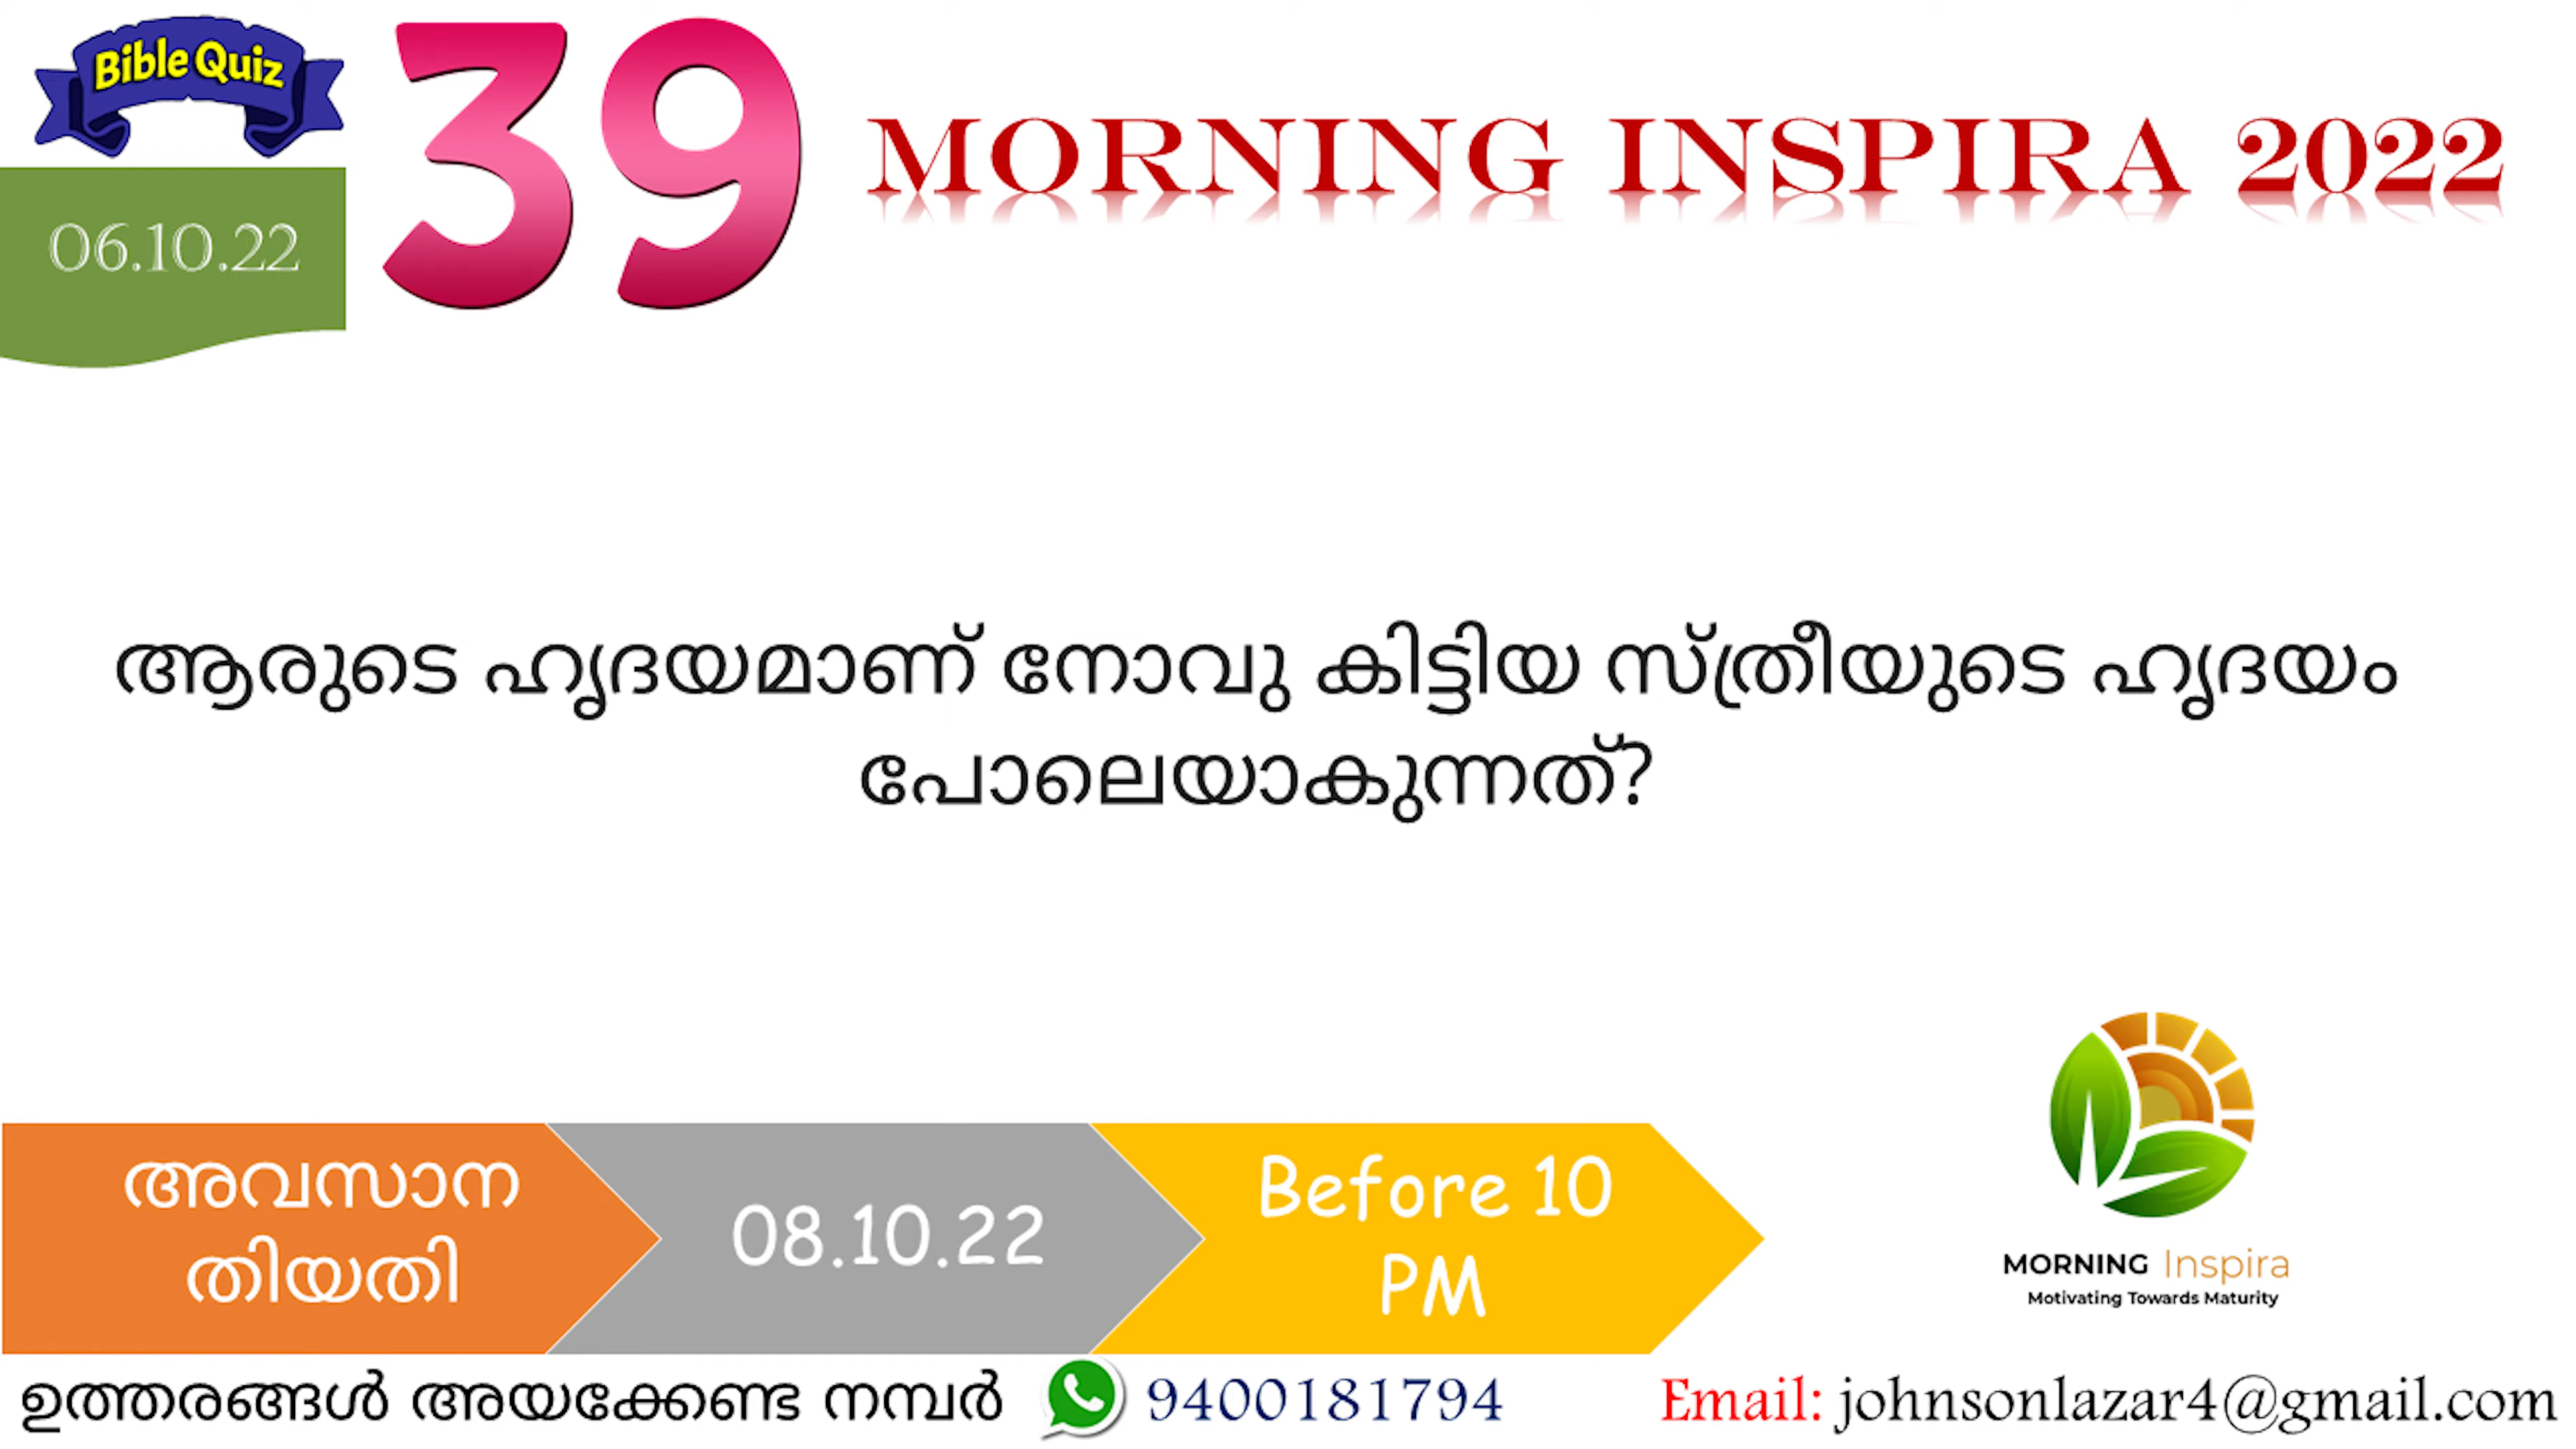 Bible Quiz
39
MORNING INSPIRA 2022
06.10.22
ആരുടെ ഹൃദയമാണ് നോവു കിട്ടിയ സ്ത്രീയുടെ ഹൃദയം
പോലെയാകുന്നത്?
അവസാന
തിയതി
08.10.22
Before 10
PM
MORNING Inspira
Motivating Towards Maturity
ഉത്തരങ്ങൾ അയക്കേണ്ട നമ്പർ 9400181794 Email: johnsonlazar4@gmail.com